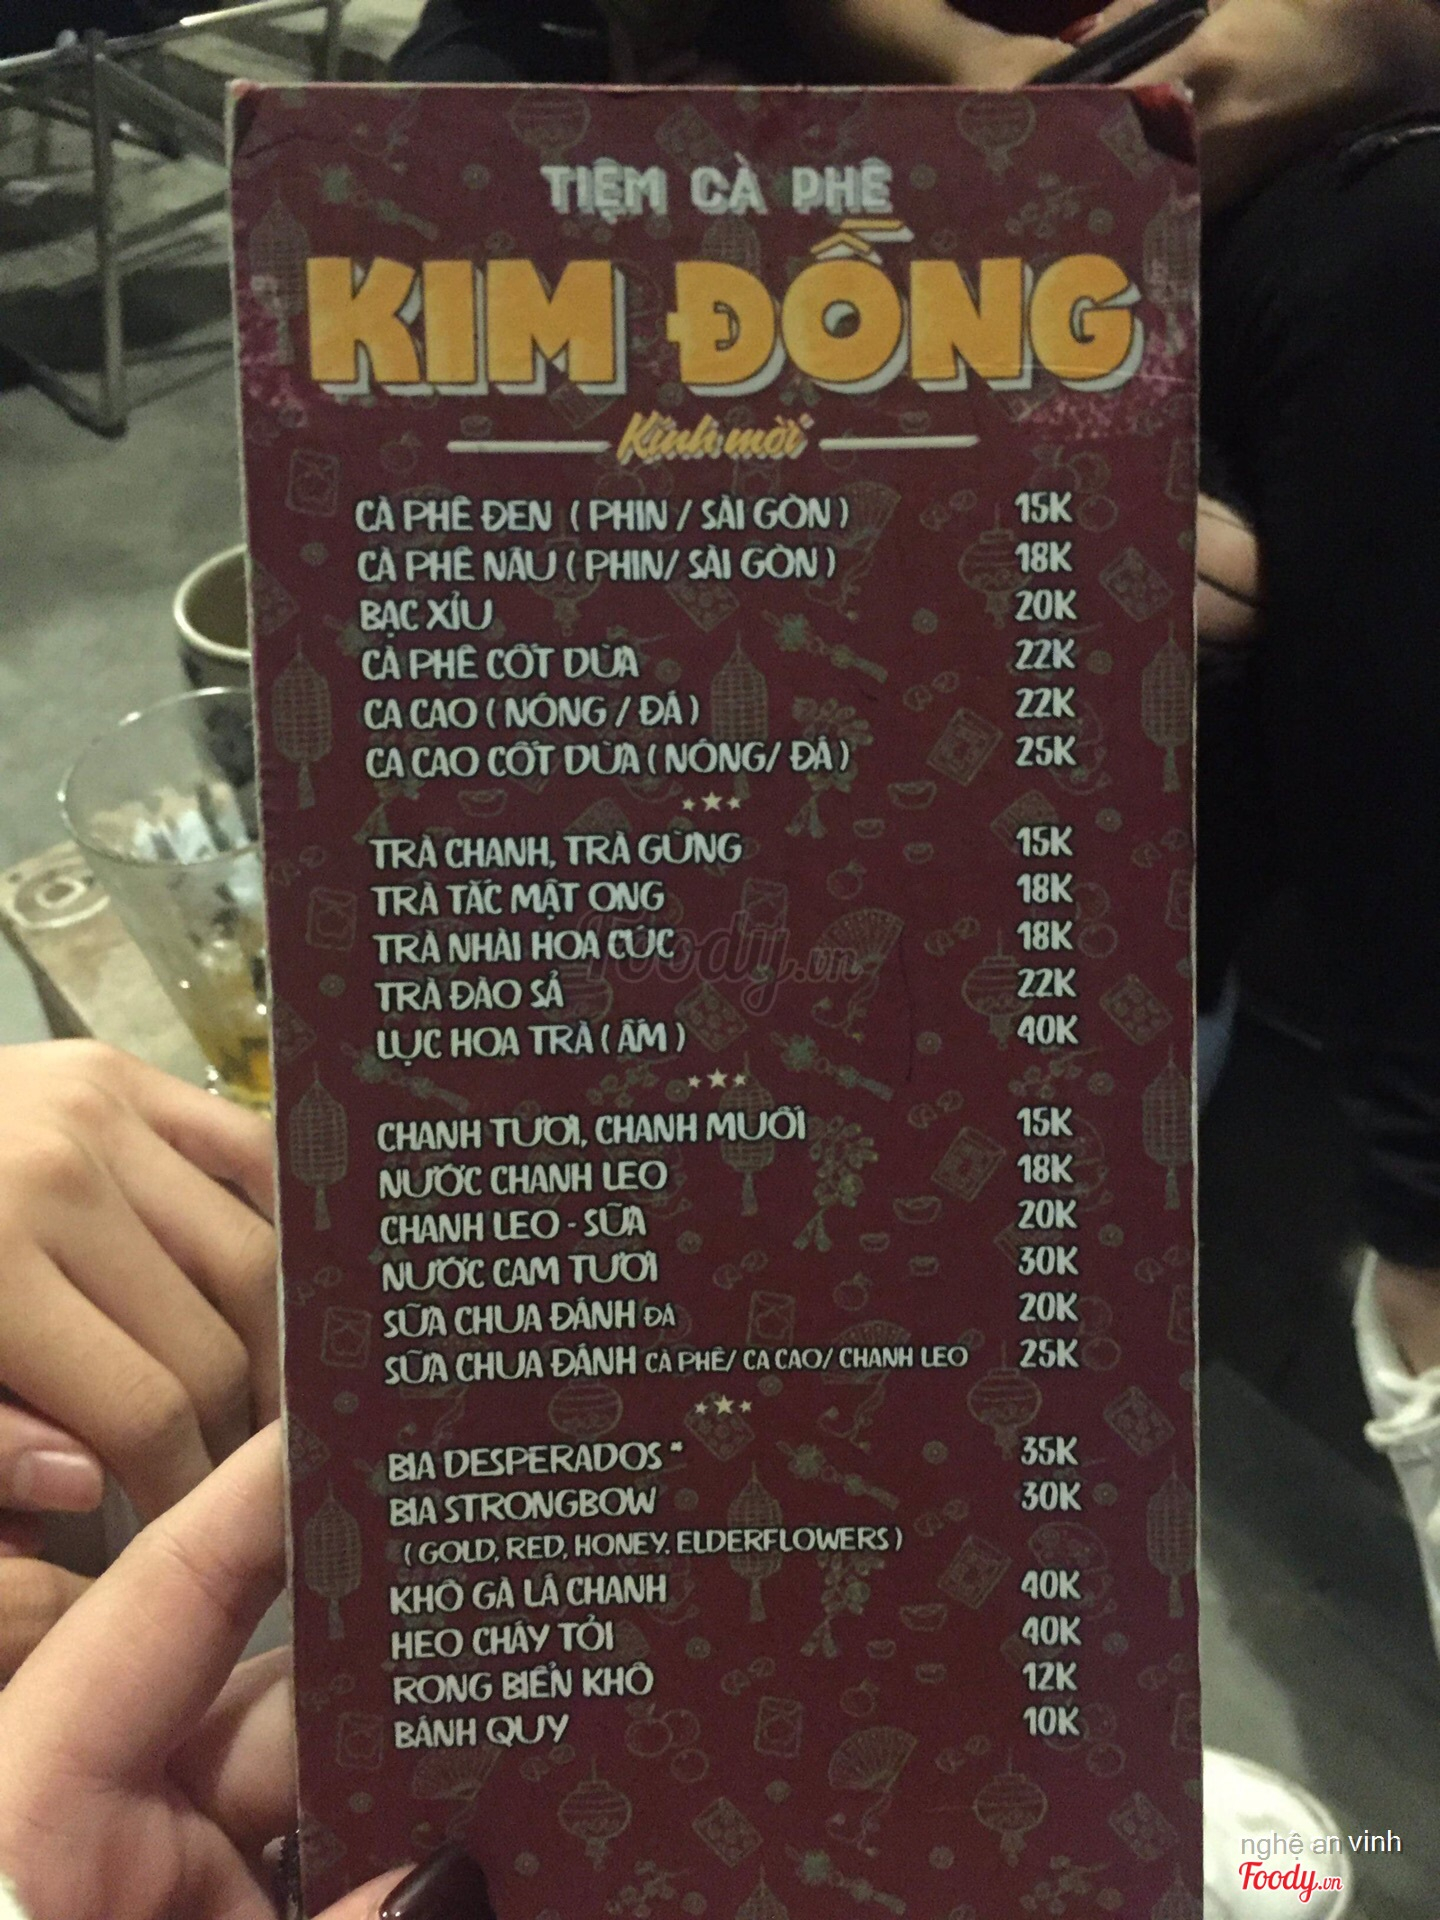 TIỆM CÀ PHÊ
KIM ĐỒNG
Kính mời
CÀ PHÊ ĐEN ( PHIN / SÀI GÒN ) 15K
CÀ PHÊ NÂU ( PHIN/ SÀI GÒN ) 18K
BẠC XỈU 20K
CÀ PHÊ CỐT DỪA 22K
CA CAO ( NÓNG / ĐÁ ) 22K
CA CAO CỐT DỪA ( NÓNG/ ĐÁ ) 25K
TRÀ CHANH, TRÀ GỪNG 15K
TRÀ TẮC MẬT ONG 18K
TRÀ NHÀI HOA CÚC 18K
TRÀ ĐÀO SẢ 22K
LỤC HOA TRÀ ( ẤM ) 40K
CHANH TƯƠI, CHANH MUỐI 15K
NƯỚC CHANH LEO 18K
CHANH LEO - SỮA 20K
NƯỚC CAM TƯƠI 30K
SỮA CHUA ĐÁNH ĐÁ 20K
SỮA CHUA ĐÁNH CÀ PHÊ/ CA CAO/ CHANH LEO 25K
BIA DESPERADOS * 35K
BIA STRONGBOW 30K
( GOLD, RED, HONEY. ELDERFLOWERS )
KHÔ GÀ LÁ CHANH 40K
HEO CHÁY TỎI 40K
RONG BIỂN KHÔ 12K
BÁNH QUY 10K
Foody.vn
nghệ an vinh
Foody.vn